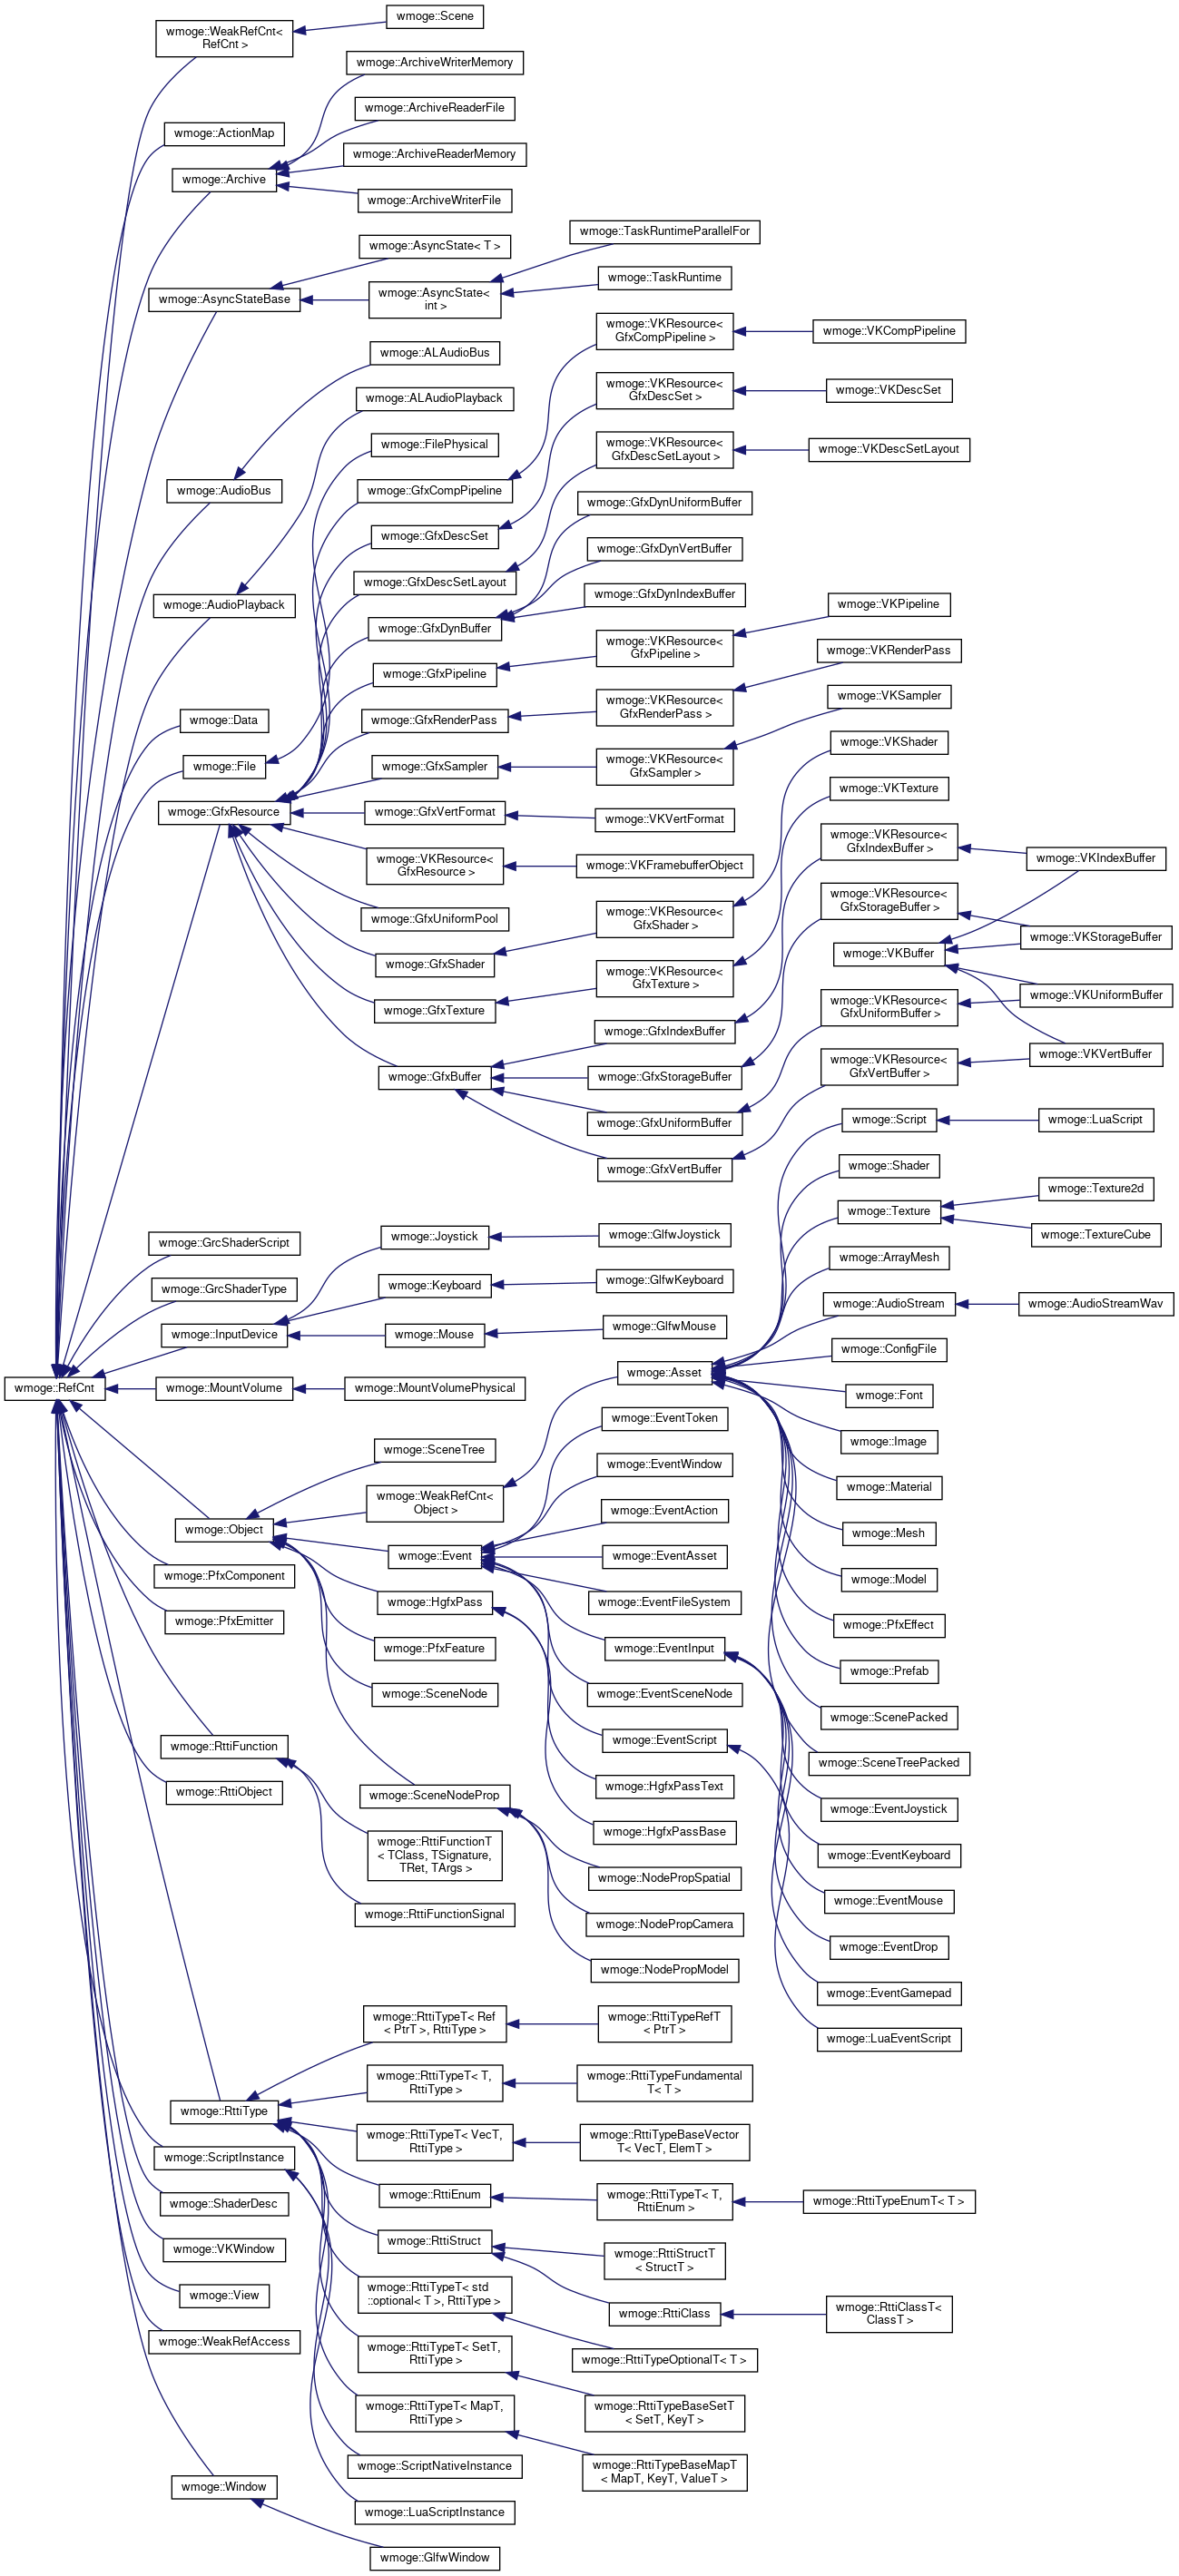 wmoge::RefCnt
wmoge::WeakRefCnt<
RefCnt >
wmoge::Scene
wmoge::ActionMap
wmoge::Archive
wmoge::ArchiveWriterMemory
wmoge::ArchiveReaderFile
wmoge::ArchiveReaderMemory
wmoge::ArchiveWriterFile
wmoge::AsyncStateBase
wmoge::AsyncState< T >
wmoge::AsyncState<
int >
wmoge::TaskRuntimeParallelFor
wmoge::TaskRuntime
wmoge::AudioBus
wmoge::ALAudioBus
wmoge::AudioPlayback
wmoge::ALAudioPlayback
wmoge::Data
wmoge::File
wmoge::FilePhysical
wmoge::GfxResource
wmoge::GfxCompPipeline
wmoge::VKResource<
GfxCompPipeline >
wmoge::VKCompPipeline
wmoge::GfxDescSet
wmoge::VKResource<
GfxDescSet >
wmoge::VKDescSet
wmoge::GfxDescSetLayout
wmoge::VKResource<
GfxDescSetLayout >
wmoge::VKDescSetLayout
wmoge::GfxDynBuffer
wmoge::GfxDynUniformBuffer
wmoge::GfxDynVertBuffer
wmoge::GfxDynIndexBuffer
wmoge::GfxPipeline
wmoge::VKResource<
GfxPipeline >
wmoge::VKPipeline
wmoge::GfxRenderPass
wmoge::VKResource<
GfxRenderPass >
wmoge::VKRenderPass
wmoge::GfxSampler
wmoge::VKResource<
GfxSampler >
wmoge::VKSampler
wmoge::GfxVertFormat
wmoge::VKVertFormat
wmoge::VKResource<
GfxResource >
wmoge::VKFramebufferObject
wmoge::GfxUniformPool
wmoge::GfxShader
wmoge::VKResource<
GfxShader >
wmoge::VKShader
wmoge::GfxTexture
wmoge::VKResource<
GfxTexture >
wmoge::VKTexture
wmoge::GfxBuffer
wmoge::GfxIndexBuffer
wmoge::VKResource<
GfxIndexBuffer >
wmoge::VKIndexBuffer
wmoge::GfxStorageBuffer
wmoge::VKResource<
GfxStorageBuffer >
wmoge::VKStorageBuffer
wmoge::VKBuffer
wmoge::GfxUniformBuffer
wmoge::VKResource<
GfxUniformBuffer >
wmoge::VKUniformBuffer
wmoge::GfxVertBuffer
wmoge::VKResource<
GfxVertBuffer >
wmoge::VKVertBuffer
wmoge::GrcShaderScript
wmoge::GrcShaderType
wmoge::InputDevice
wmoge::Joystick
wmoge::GlfwJoystick
wmoge::Keyboard
wmoge::GlfwKeyboard
wmoge::Mouse
wmoge::GlfwMouse
wmoge::MountVolume
wmoge::MountVolumePhysical
wmoge::Object
wmoge::SceneTree
wmoge::WeakRefCnt<
Object >
wmoge::Asset
wmoge::Script
wmoge::LuaScript
wmoge::Shader
wmoge::Texture
wmoge::Texture2d
wmoge::TextureCube
wmoge::ArrayMesh
wmoge::AudioStream
wmoge::AudioStreamWav
wmoge::ConfigFile
wmoge::Font
wmoge::Image
wmoge::Material
wmoge::Mesh
wmoge::Model
wmoge::PfxEffect
wmoge::Prefab
wmoge::ScenePacked
wmoge::SceneTreePacked
wmoge::Event
wmoge::EventToken
wmoge::EventWindow
wmoge::EventAction
wmoge::EventAsset
wmoge::EventFileSystem
wmoge::EventInput
wmoge::EventJoystick
wmoge::EventKeyboard
wmoge::EventMouse
wmoge::EventDrop
wmoge::EventGamepad
wmoge::EventSceneNode
wmoge::EventScript
wmoge::LuaEventScript
wmoge::HgfxPass
wmoge::HgfxPassText
wmoge::HgfxPassBase
wmoge::PfxFeature
wmoge::SceneNode
wmoge::SceneNodeProp
wmoge::NodePropSpatial
wmoge::NodePropCamera
wmoge::NodePropModel
wmoge::PfxComponent
wmoge::PfxEmitter
wmoge::RttiFunction
wmoge::RttiFunctionT
< TClass, TSignature,
TRet, TArgs >
wmoge::RttiFunctionSignal
wmoge::RttiObject
wmoge::RttiType
wmoge::RttiTypeT< Ref
< PtrT >, RttiType >
wmoge::RttiTypeRefT
< PtrT >
wmoge::RttiTypeT< T,
RttiType >
wmoge::RttiTypeFundamental
T< T >
wmoge::RttiTypeT< VecT,
RttiType >
wmoge::RttiTypeBaseVector
T< VecT, ElemT >
wmoge::RttiEnum
wmoge::RttiTypeT< T,
RttiEnum >
wmoge::RttiTypeEnumT< T >
wmoge::RttiStruct
wmoge::RttiStructT
< StructT >
wmoge::RttiClass
wmoge::RttiClassT<
ClassT >
wmoge::RttiTypeT< std
::optional< T >, RttiType >
wmoge::RttiTypeOptionalT< T >
wmoge::RttiTypeT< SetT,
RttiType >
wmoge::RttiTypeBaseSetT
< SetT, KeyT >
wmoge::RttiTypeT< MapT,
RttiType >
wmoge::RttiTypeBaseMapT
< MapT, KeyT, ValueT >
wmoge::ScriptInstance
wmoge::ScriptNativeInstance
wmoge::LuaScriptInstance
wmoge::ShaderDesc
wmoge::VKWindow
wmoge::View
wmoge::WeakRefAccess
wmoge::Window
wmoge::GlfwWindow